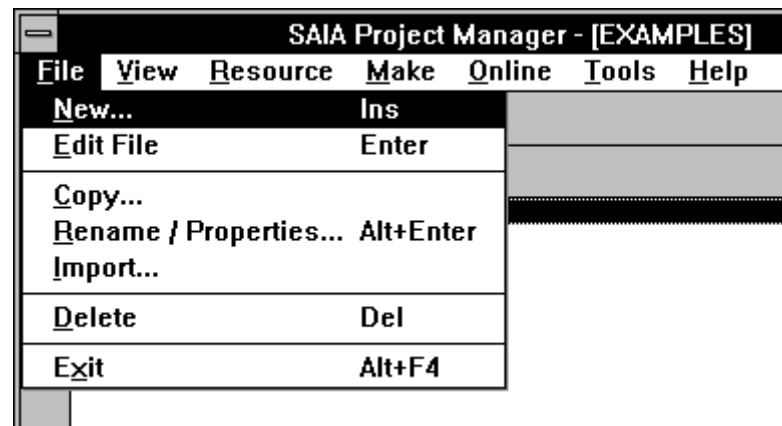 SAIA Project Manager - [EXAMPLES]
File View Resource Make Online Tools Help
New... Ins
Edit File Enter
Copy...
Rename / Properties... Alt+Enter
Import...
Delete Del
Exit Alt+F4